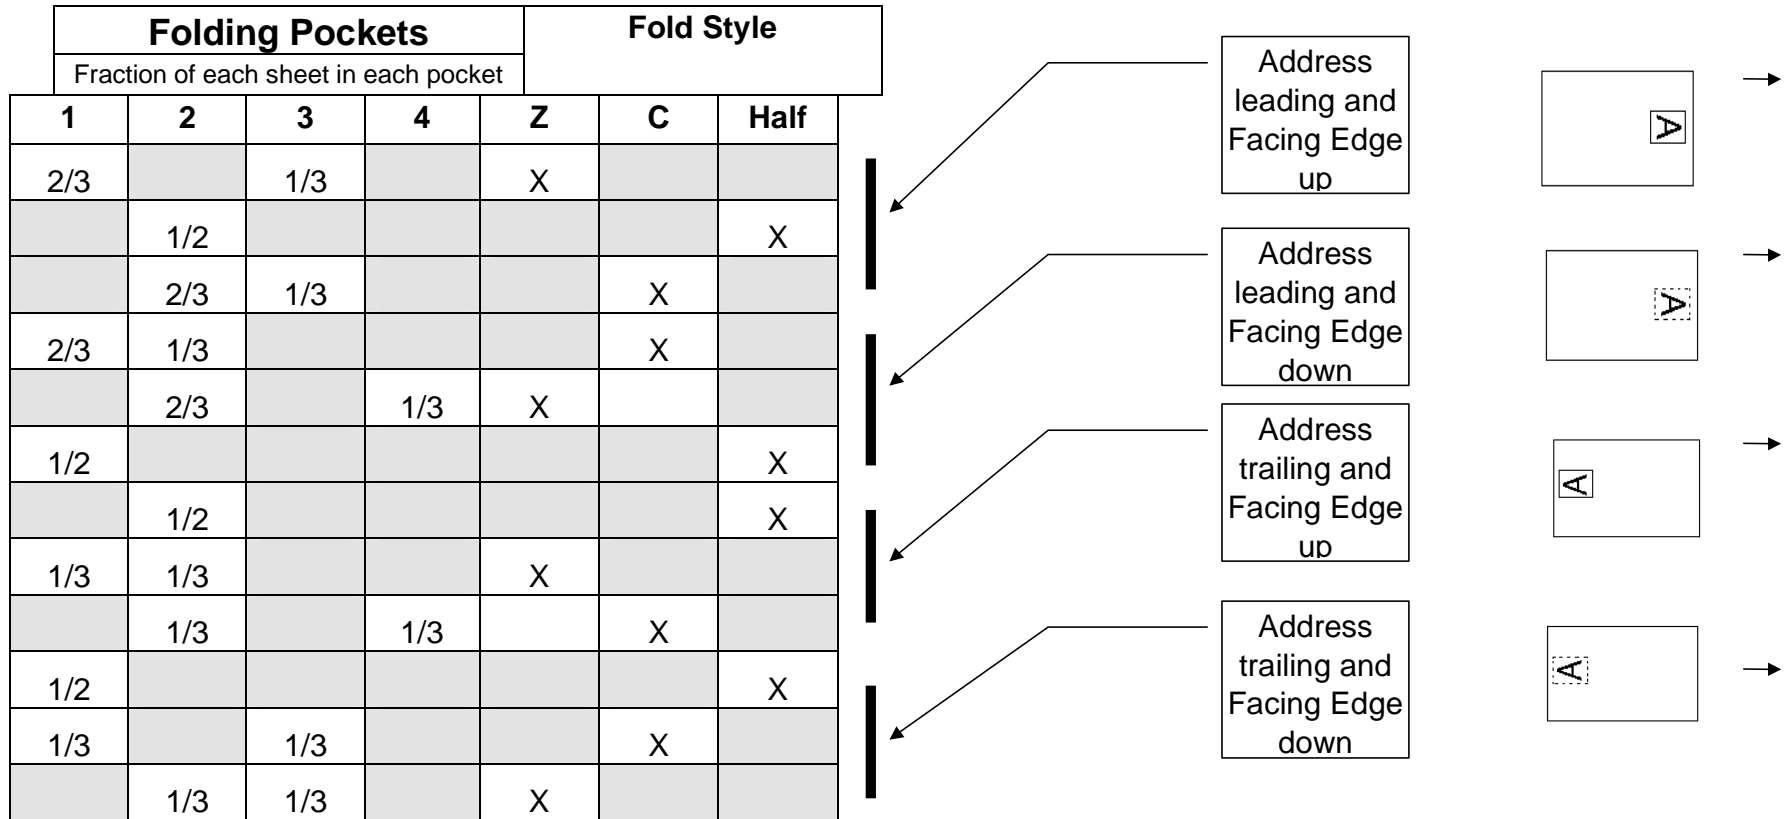 Folding Pockets Fold Style
Fraction of each sheet in each pocket
1 2 3 4 Z C Half
2/3 1/3 X
1/2 X
2/3 1/3 X
2/3 1/3 X
2/3 1/3 X
1/2 X
1/2 X
1/3 1/3 X
1/3 1/3 X
1/2 X
1/3 1/3 X
1/3 1/3 X
Address
leading and
Facing Edge
up
A
Address
leading and
Facing Edge
down
A
Address
trailing and
Facing Edge
up
A
Address
trailing and
Facing Edge
down
A